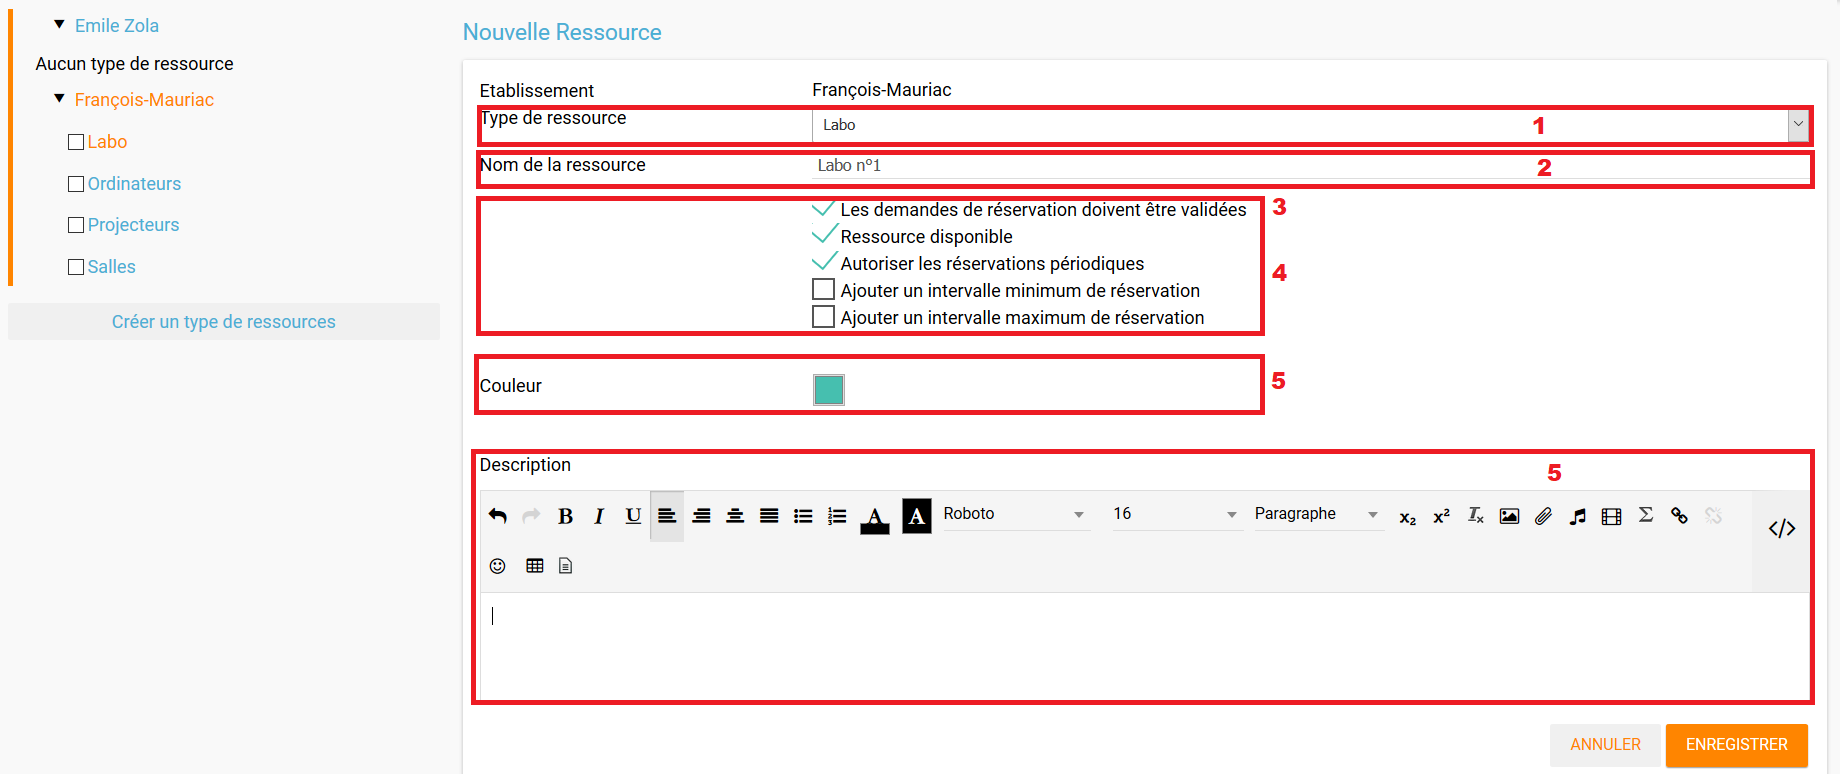 Emile Zola
Aucun type de ressource
François-Mauriac
Labo
Ordinateurs
Projecteurs
Salles
Créer un type de ressources
Nouvelle Ressource
Etablissement François-Mauriac
Type de ressource Labo 1
Nom de la ressource Labo n°1 2
Les demandes de réservation doivent être validées 3
Ressource disponible
Autoriser les réservations périodiques 4
Ajouter un intervalle minimum de réservation
Ajouter un intervalle maximum de réservation
Couleur 5
Description 5
B I U A A Roboto 16 Paragraphe x₂ x² Ix Σ </>
ANNULER ENREGISTRER